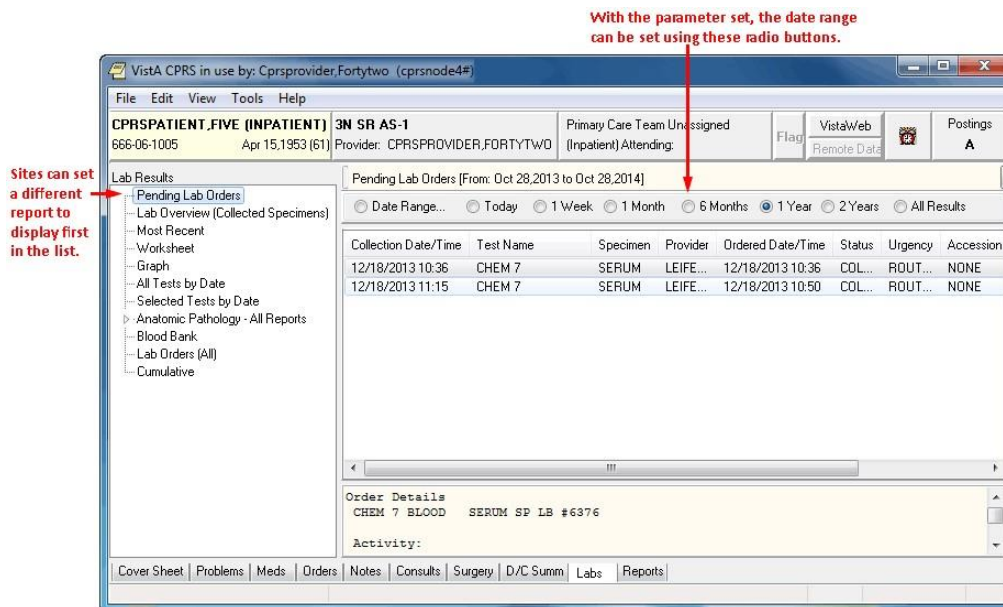 With the parameter set, the date range
can be set using these radio buttons.
VistA CPRS in use by: Cprsprovider,Fortytwo (cprsnode4#)
File Edit View Tools Help
CPRSPATIENT,FIVE (INPATIENT) 3N SR AS-1 Primary Care Team Unassigned Flag VistaWeb Postings
666-06-1005 Apr 15,1953 (61) Provider: CPRSPROVIDER,FORTYTWO (Inpatient) Attending: Remote Data A
Sites can set
a different
report to
display first
in the list.
Lab Results
Pending Lab Orders
Lab Overview (Collected Specimens)
Most Recent
Worksheet
Graph
All Tests by Date
Selected Tests by Date
Anatomic Pathology - All Reports
Blood Bank
Lab Orders (All)
Cumulative
Pending Lab Orders [From: Oct 28,2013 to Oct 28,2014]
Date Range... Today 1 Week 1 Month 6 Months 1 Year 2 Years All Results
Collection Date/Time Test Name Specimen Provider Ordered Date/Time Status Urgency Accession
12/18/2013 10:36 CHEM 7 SERUM LEIFE... 12/18/2013 10:36 COL... ROUT... NONE
12/18/2013 11:15 CHEM 7 SERUM LEIFE... 12/18/2013 10:50 COL... ROUT... NONE
Order Details
CHEM 7 BLOOD SERUM SP LB #6376
Activity:
Cover Sheet Problems Meds Orders Notes Consults Surgery D/C Summ Labs Reports